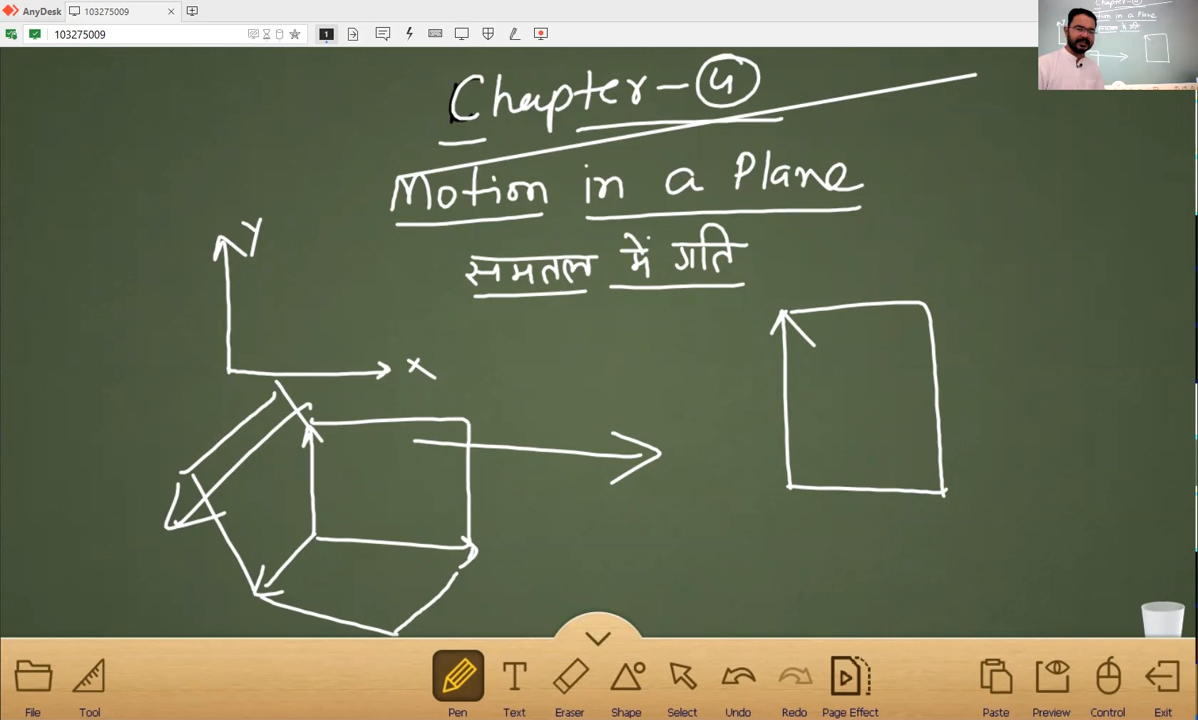 AnyDesk
103275009
103275009
1
Chapter-4
Motion in a Plane
समतल में गति
Y
X
File
Tool
Pen
Text
Eraser
Shape
Select
Undo
Redo
Page Effect
Paste
Preview
Control
Exit